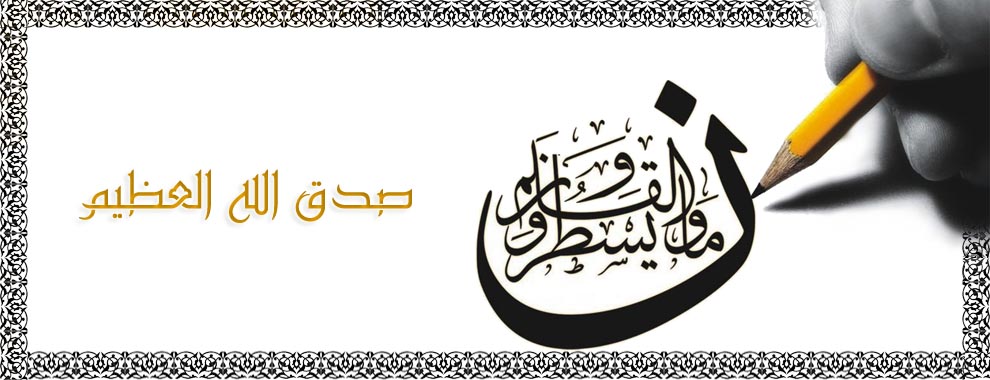 ن والقلم وما يسطرون
صدق الله العظيم